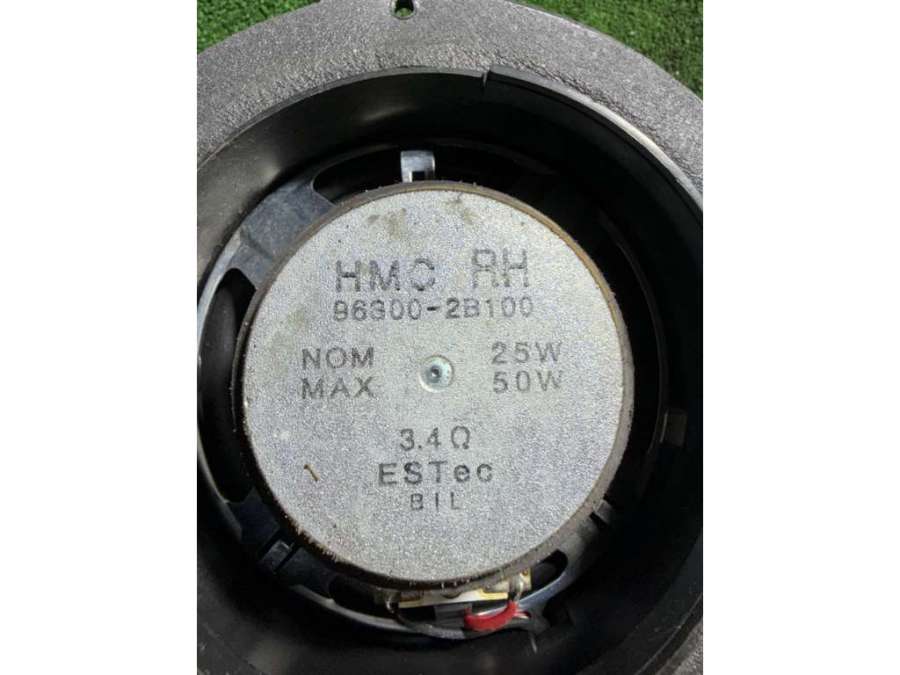 HMC RH
96300-2B100
NOM 25W
MAX 50W
3.4Ω
ESTec
BIL